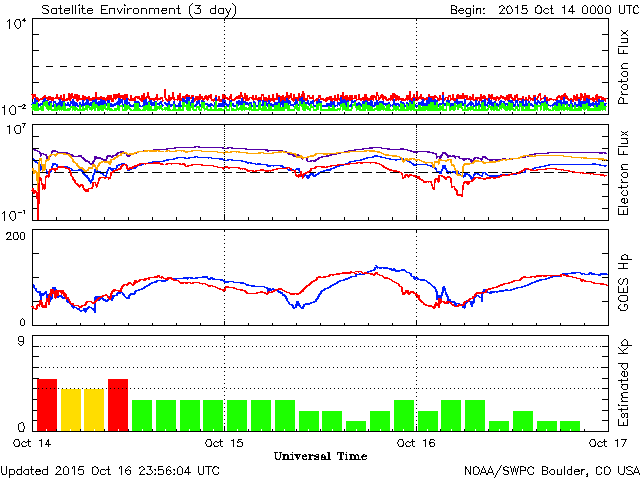 Satellite Environment (3 day) Begin: 2015 Oct 14 0000 UTC
10⁴
10⁻²
Proton Flux
10⁷
10⁻¹
Electron Flux
200
0
GOES Hp
9
0
Estimated Kp
Oct 14 Oct 15 Oct 16 Oct 17
Universal Time
Updated 2015 Oct 16 23:56:04 UTC NOAA/SWPC Boulder, CO USA